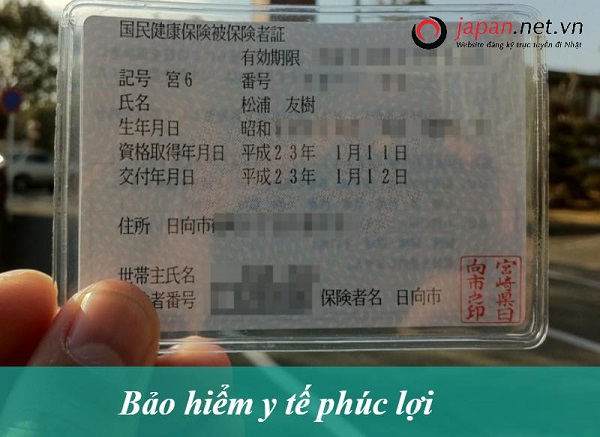 japan.net.vn
Website đăng ký trực tuyến đi Nhật
国民健康保険被保険者証
有効期限
記号 宮6 番号
氏名 松浦 友樹
生年月日 昭和
資格取得年月日 平成23年 1月11日
交付年月日 平成23年 1月12日
住所 日向市
世帯主氏名
者番号 保険者名 日向市
宮崎県日
向市之印
Bảo hiểm y tế phúc lợi